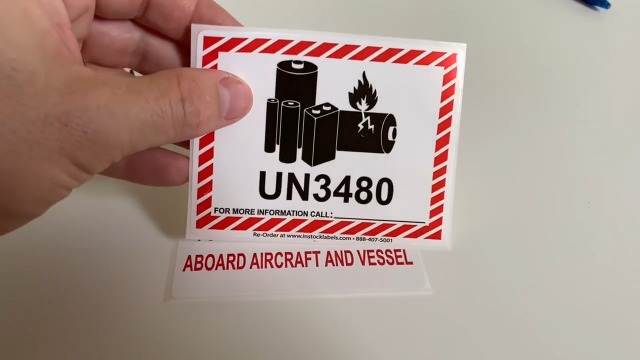 UN3480
FOR MORE INFORMATION CALL:
Re-Order at www.instocklabels.com • 888-407-5001
ABOARD AIRCRAFT AND VESSEL